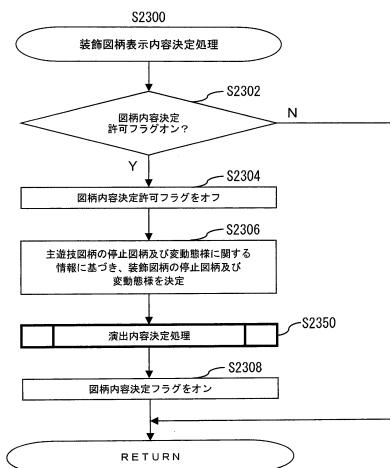 S2300
装飾図柄表示内容決定処理
S2302
図柄内容決定
許可フラグオン？
N
Y
S2304
図柄内容決定許可フラグをオフ
S2306
主遊技図柄の停止図柄及び変動態様に関する
情報に基づき、装飾図柄の停止図柄及び
変動態様を決定
S2350
演出内容決定処理
S2308
図柄内容決定フラグをオン
RETURN